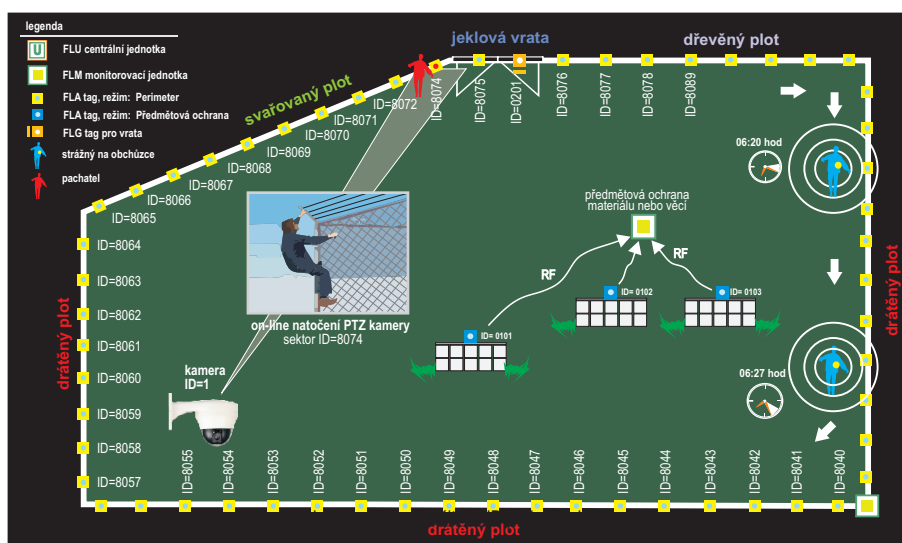 legenda
U FLU centrální jednotka
FLM monitorovací jednotka
FLA tag, režim: Perimeter
FLA tag, režim: Předmětová ochrana
FLG tag pro vrata
strážný na obchůzce
pachatel
jeklová vrata
dřevěný plot
svařovaný plot
ID=8065
ID=8066
ID=8067
ID=8068
ID=8069
ID=8070
ID=8071
ID=8072
ID=8074
ID=8075
ID=0201
ID=8076
ID=8077
ID=8078
ID=8089
06:20 hod
předmětová ochrana
materiálu nebo věcí
RF
RF
ID= 0101
ID= 0102
ID= 0103
on-line natočení PTZ kamery
sektor ID=8074
kamera
ID=1
06:27 hod
drátěný plot
ID=8064
ID=8063
ID=8062
ID=8061
ID=8060
ID=8059
ID=8058
ID=8057
drátěný plot
ID=8055
ID=8054
ID=8053
ID=8052
ID=8051
ID=8050
ID=8049
ID=8048
ID=8047
ID=8046
ID=8045
ID=8044
ID=8043
ID=8042
ID=8041
ID=8040
drátěný plot